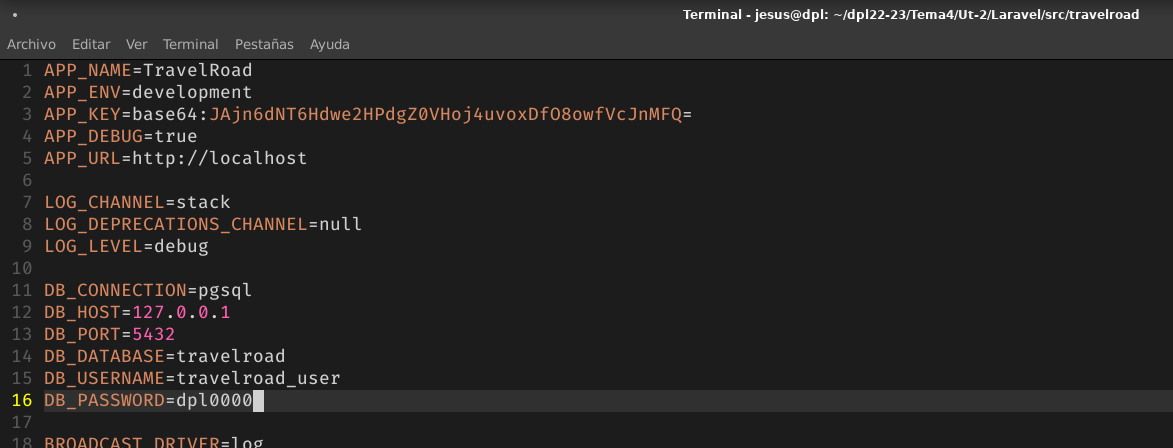 Terminal - jesus@dpl: ~/dpl22-23/Tema4/Ut-2/Laravel/src/travelroad
Archivo Editar Ver Terminal Pestañas Ayuda
1 APP_NAME=TravelRoad
2 APP_ENV=development
3 APP_KEY=base64:JAjn6dNT6Hdwe2HPdgZ0VHoj4uvoxDfO8owfVcJnMFQ=
4 APP_DEBUG=true
5 APP_URL=http://localhost
6
7 LOG_CHANNEL=stack
8 LOG_DEPRECATIONS_CHANNEL=null
9 LOG_LEVEL=debug
10
11 DB_CONNECTION=pgsql
12 DB_HOST=127.0.0.1
13 DB_PORT=5432
14 DB_DATABASE=travelroad
15 DB_USERNAME=travelroad_user
16 DB_PASSWORD=dpl0000
17
18 BROADCAST_DRIVER=log